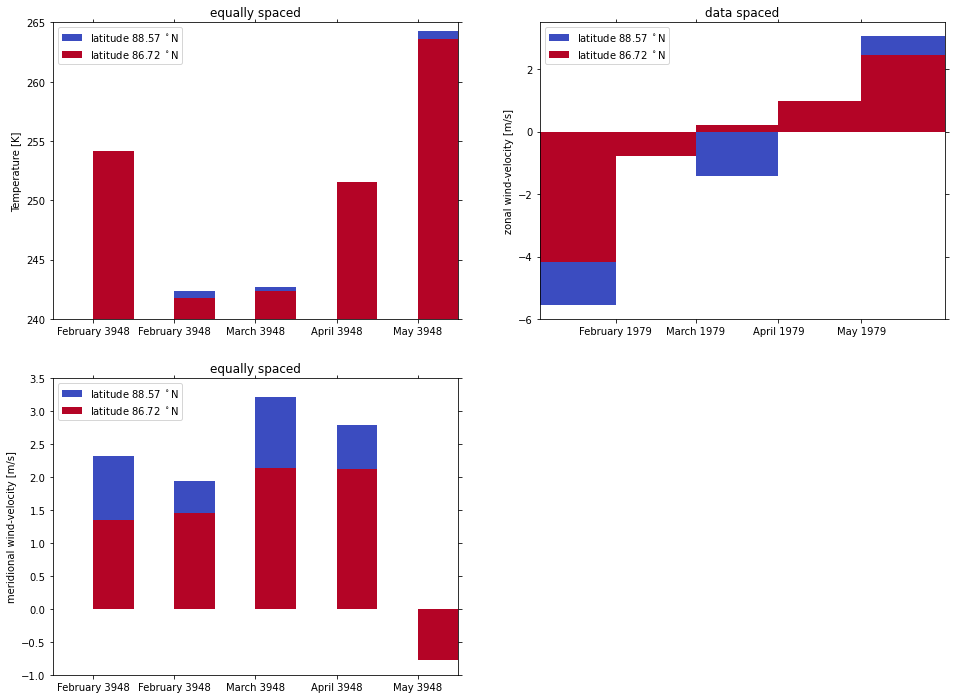 equally spaced
latitude 88.57 °N
latitude 86.72 °N
Temperature [K]
265
260
255
250
245
240
February 3948 February 3948 March 3948 April 3948 May 3948
data spaced
latitude 88.57 °N
latitude 86.72 °N
zonal wind-velocity [m/s]
2
0
−2
−4
−6
February 1979 March 1979 April 1979 May 1979
equally spaced
latitude 88.57 °N
latitude 86.72 °N
meridional wind-velocity [m/s]
3.5
3.0
2.5
2.0
1.5
1.0
0.5
0.0
−0.5
−1.0
February 3948 February 3948 March 3948 April 3948 May 3948